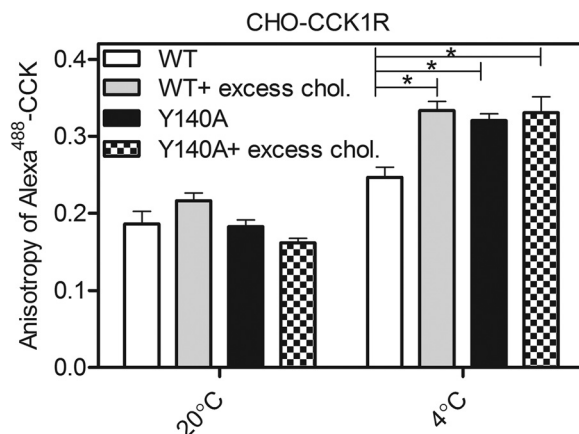 CHO-CCK1R
Anisotropy of Alexa⁴⁸⁸-CCK
0.4
0.3
0.2
0.1
0.0
WT
WT+ excess chol.
Y140A
Y140A+ excess chol.
*
*
*
20°C
4°C